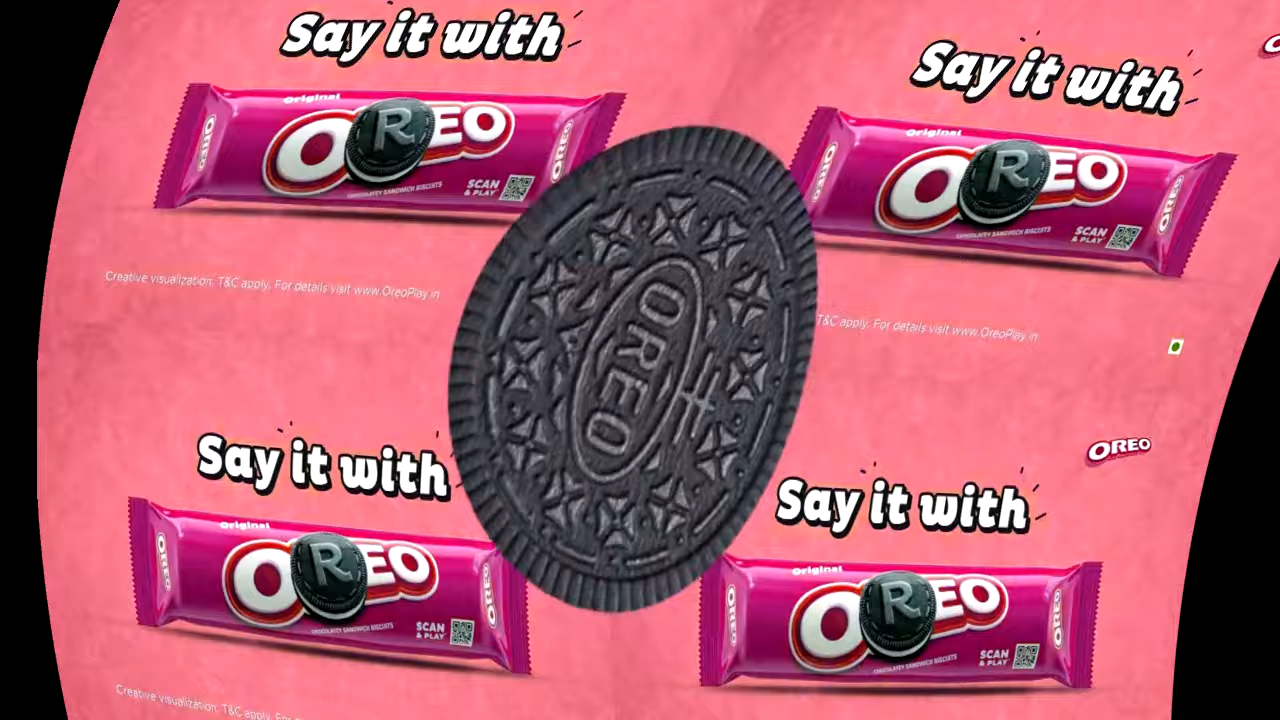 Say it with
Original
OREO
OREO
OREO
CHOCOLATEY SANDWICH BISCUITS
SCAN
& PLAY
Creative visualization. T&C apply. For details visit www.OreoPlay.in
Say it with
Original
OREO
OREO
OREO
CHOCOLATEY SANDWICH BISCUITS
SCAN
& PLAY
T&C apply. For details visit www.OreoPlay.in
OREO
OREO
Say it with
Original
OREO
OREO
OREO
CHOCOLATEY SANDWICH BISCUITS
SCAN
& PLAY
Creative visualization. T&C apply. For
Say it with
Original
OREO
OREO
OREO
CHOCOLATEY SANDWICH BISCUITS
SCAN
& PLAY